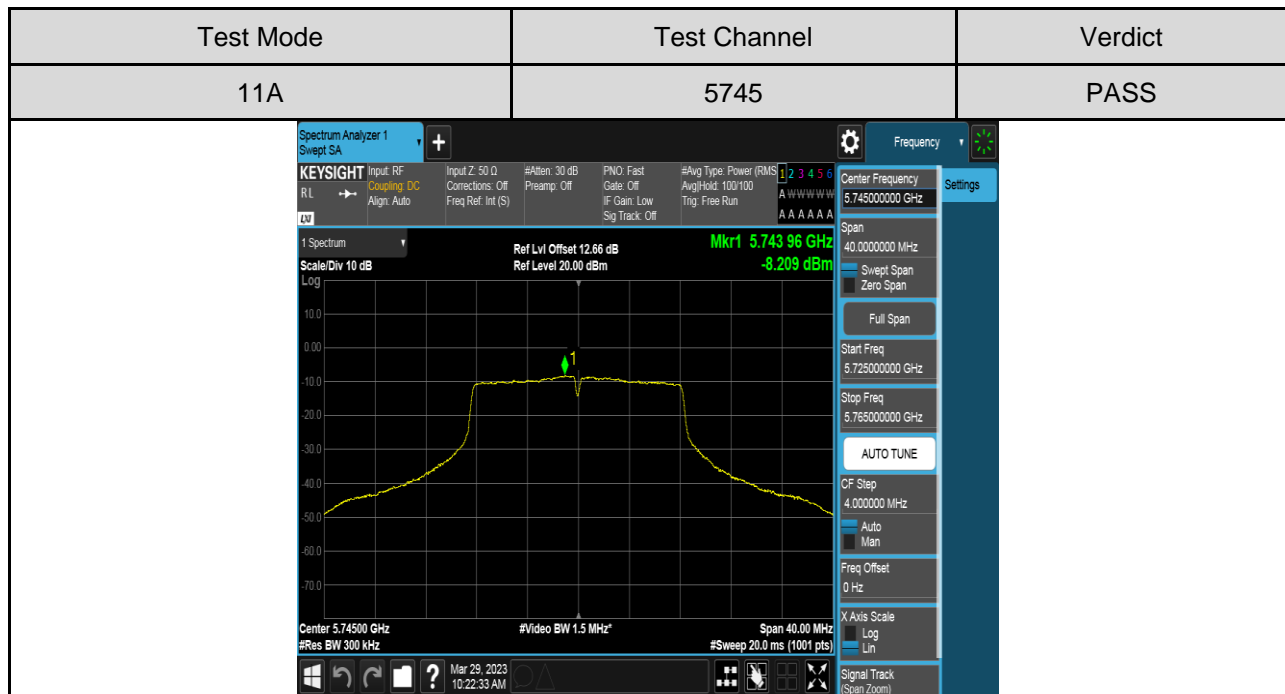 Test Mode Test Channel Verdict
11A 5745 PASS
Spectrum Analyzer 1
Swept SA
+
Frequency
KEYSIGHT
RL
LXI
Input: RF
Coupling: DC
Align: Auto
Input Z: 50 Ω
Corrections: Off
Freq Ref: Int (S)
#Atten: 30 dB
Preamp: Off
PNO: Fast
Gate: Off
IF Gain: Low
Sig Track: Off
#Avg Type: Power (RMS
Avg|Hold: 100/100
Trig: Free Run
1 2 3 4 5 6
A W W W W W
A A A A A A
1 Spectrum
Scale/Div 10 dB
Log
Ref Lvl Offset 12.66 dB
Ref Level 20.00 dBm
Mkr1 5.743 96 GHz
-8.209 dBm
10.0
0.00
-10.0
-20.0
-30.0
-40.0
-50.0
-60.0
-70.0
1
Center 5.74500 GHz
#Res BW 300 kHz
#Video BW 1.5 MHz*
Span 40.00 MHz
#Sweep 20.0 ms (1001 pts)
?
Mar 29, 2023
10:22:33 AM
Center Frequency
5.745000000 GHz
Settings
Span
40.0000000 MHz
Swept Span
Zero Span
Full Span
Start Freq
5.725000000 GHz
Stop Freq
5.765000000 GHz
AUTO TUNE
CF Step
4.000000 MHz
Auto
Man
Freq Offset
0 Hz
X Axis Scale
Log
Lin
Signal Track
(Span Zoom)